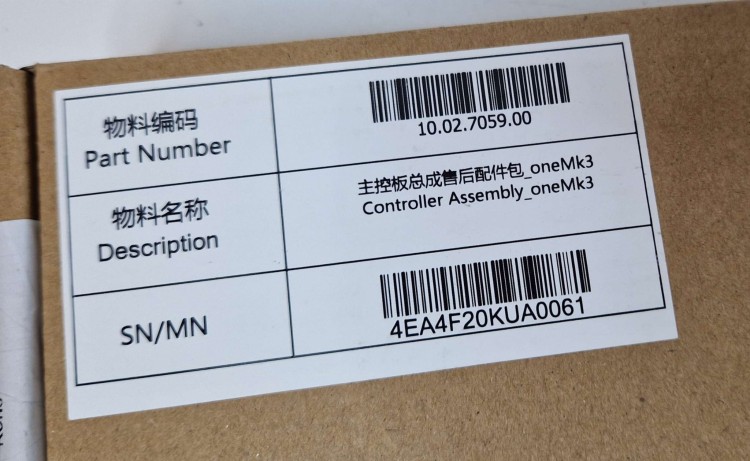 物料编码
Part Number
10.02.7059.00
物料名称
Description
主控板总成售后配件包_oneMk3
Controller Assembly_oneMk3
SN/MN
4EA4F20KUA0061